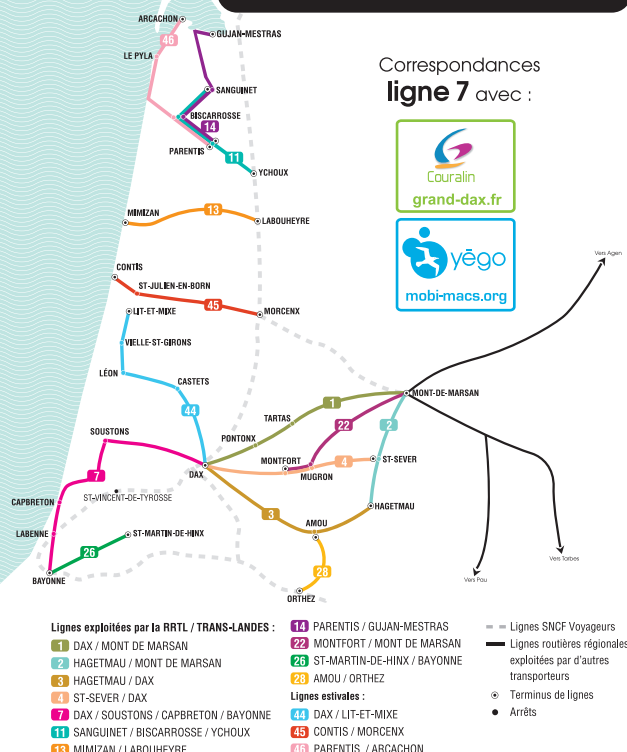 ARCACHON
46
GUJAN-MESTRAS
LE PYLA
SANGUINET
BISCARROSSE
14
PARENTIS
11
YCHOUX
Correspondances
ligne 7 avec :
Couralin
grand-dax.fr
yēgo
mobi-macs.org
MIMIZAN
13
LABOUHEYRE
CONTIS
ST-JULIEN-EN-BORN
45
LIT-ET-MIXE
MORCENX
VIELLE-ST-GIRONS
LÉON
CASTETS
44
Vers Agen
MONT-DE-MARSAN
1
TARTAS
22
2
SOUSTONS
PONTONX
MONTFORT
4
ST-SEVER
DAX
MUGRON
7
ST-VINCENT-DE-TYROSSE
CAPBRETON
3
AMOU
HAGETMAU
LABENNE
ST-MARTIN-DE-HINX
26
BAYONNE
28
ORTHEZ
Vers Pau
Vers Tarbes
Lignes exploitées par la RRTL / TRANS-LANDES :
1 DAX / MONT DE MARSAN
2 HAGETMAU / MONT DE MARSAN
3 HAGETMAU / DAX
4 ST-SEVER / DAX
7 DAX / SOUSTONS / CAPBRETON / BAYONNE
11 SANGUINET / BISCARROSSE / YCHOUX
13 MIMIZAN / LABOUHEYRE
14 PARENTIS / GUJAN-MESTRAS
22 MONTFORT / MONT DE MARSAN
26 ST-MARTIN-DE-HINX / BAYONNE
28 AMOU / ORTHEZ
Lignes estivales :
44 DAX / LIT-ET-MIXE
45 CONTIS / MORCENX
46 PARENTIS / ARCACHON
Lignes SNCF Voyageurs
Lignes routières régionales
exploitées par d'autres
transporteurs
Terminus de lignes
Arrêts